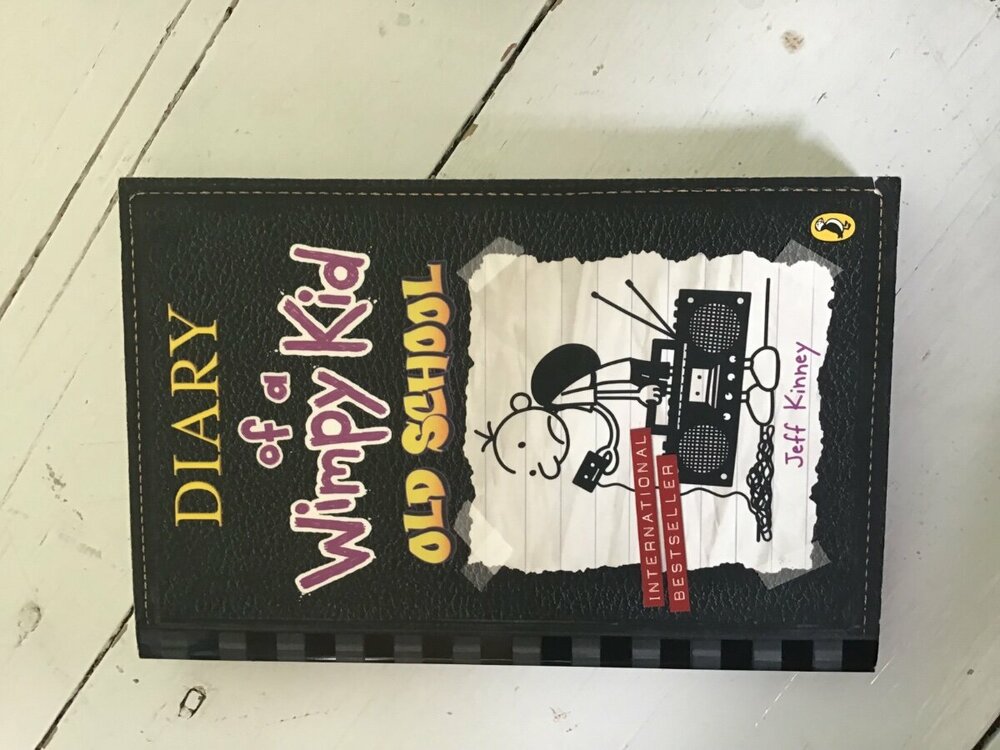 DIARY
of a
Wimpy Kid
OLD SCHOOL
INTERNATIONAL
BESTSELLER
Jeff Kinney